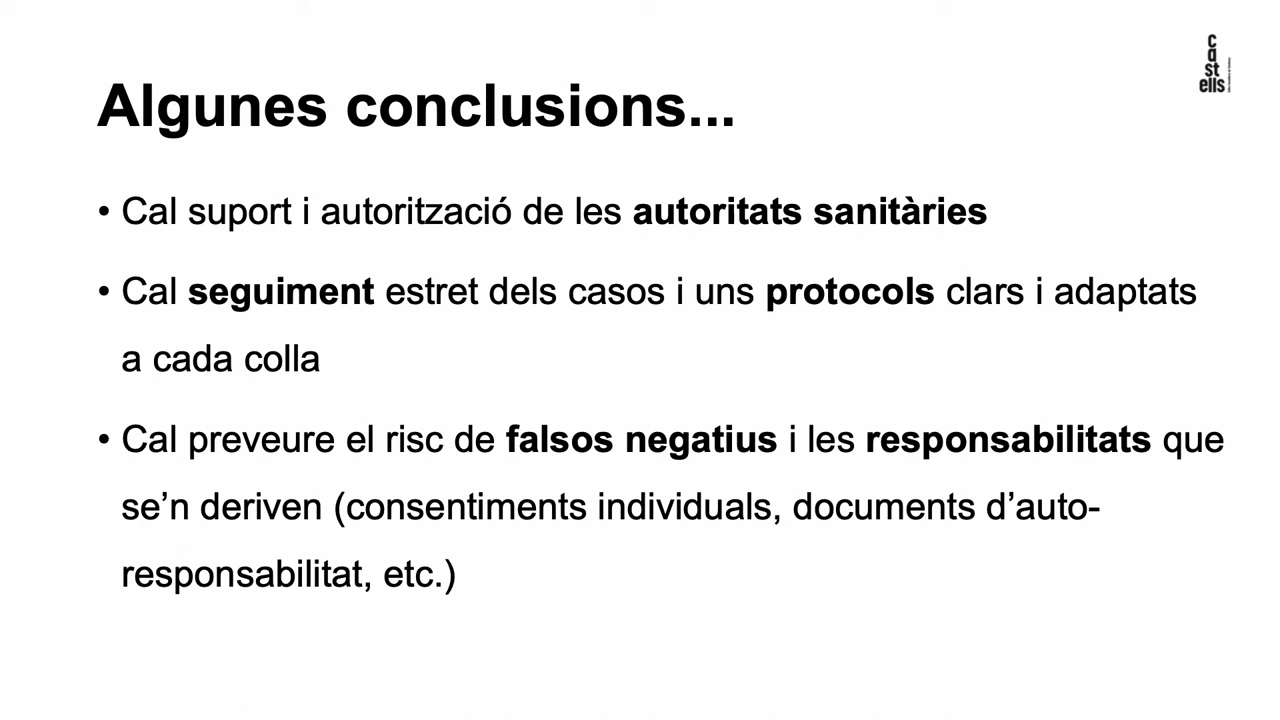 c
a
st
ells
Algunes conclusions...
• Cal suport i autorització de les autoritats sanitàries
• Cal seguiment estret dels casos i uns protocols clars i adaptats
a cada colla
• Cal preveure el risc de falsos negatius i les responsabilitats que
se’n deriven (consentiments individuals, documents d’auto-
responsabilitat, etc.)